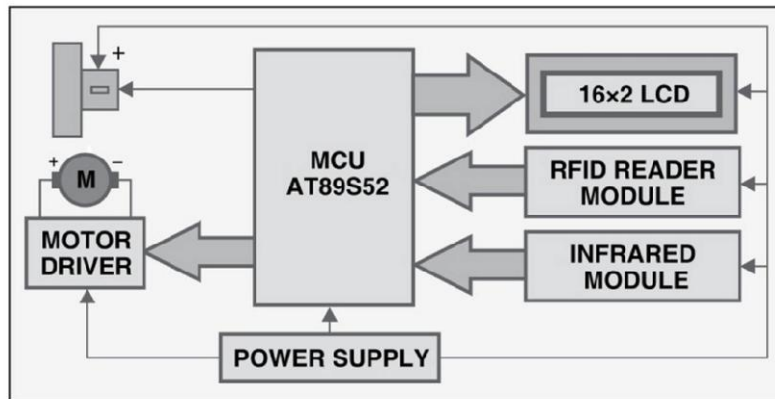 +
16×2 LCD
MCU
AT89S52
RFID READER
MODULE
+ −
M
MOTOR
DRIVER
INFRARED
MODULE
POWER SUPPLY